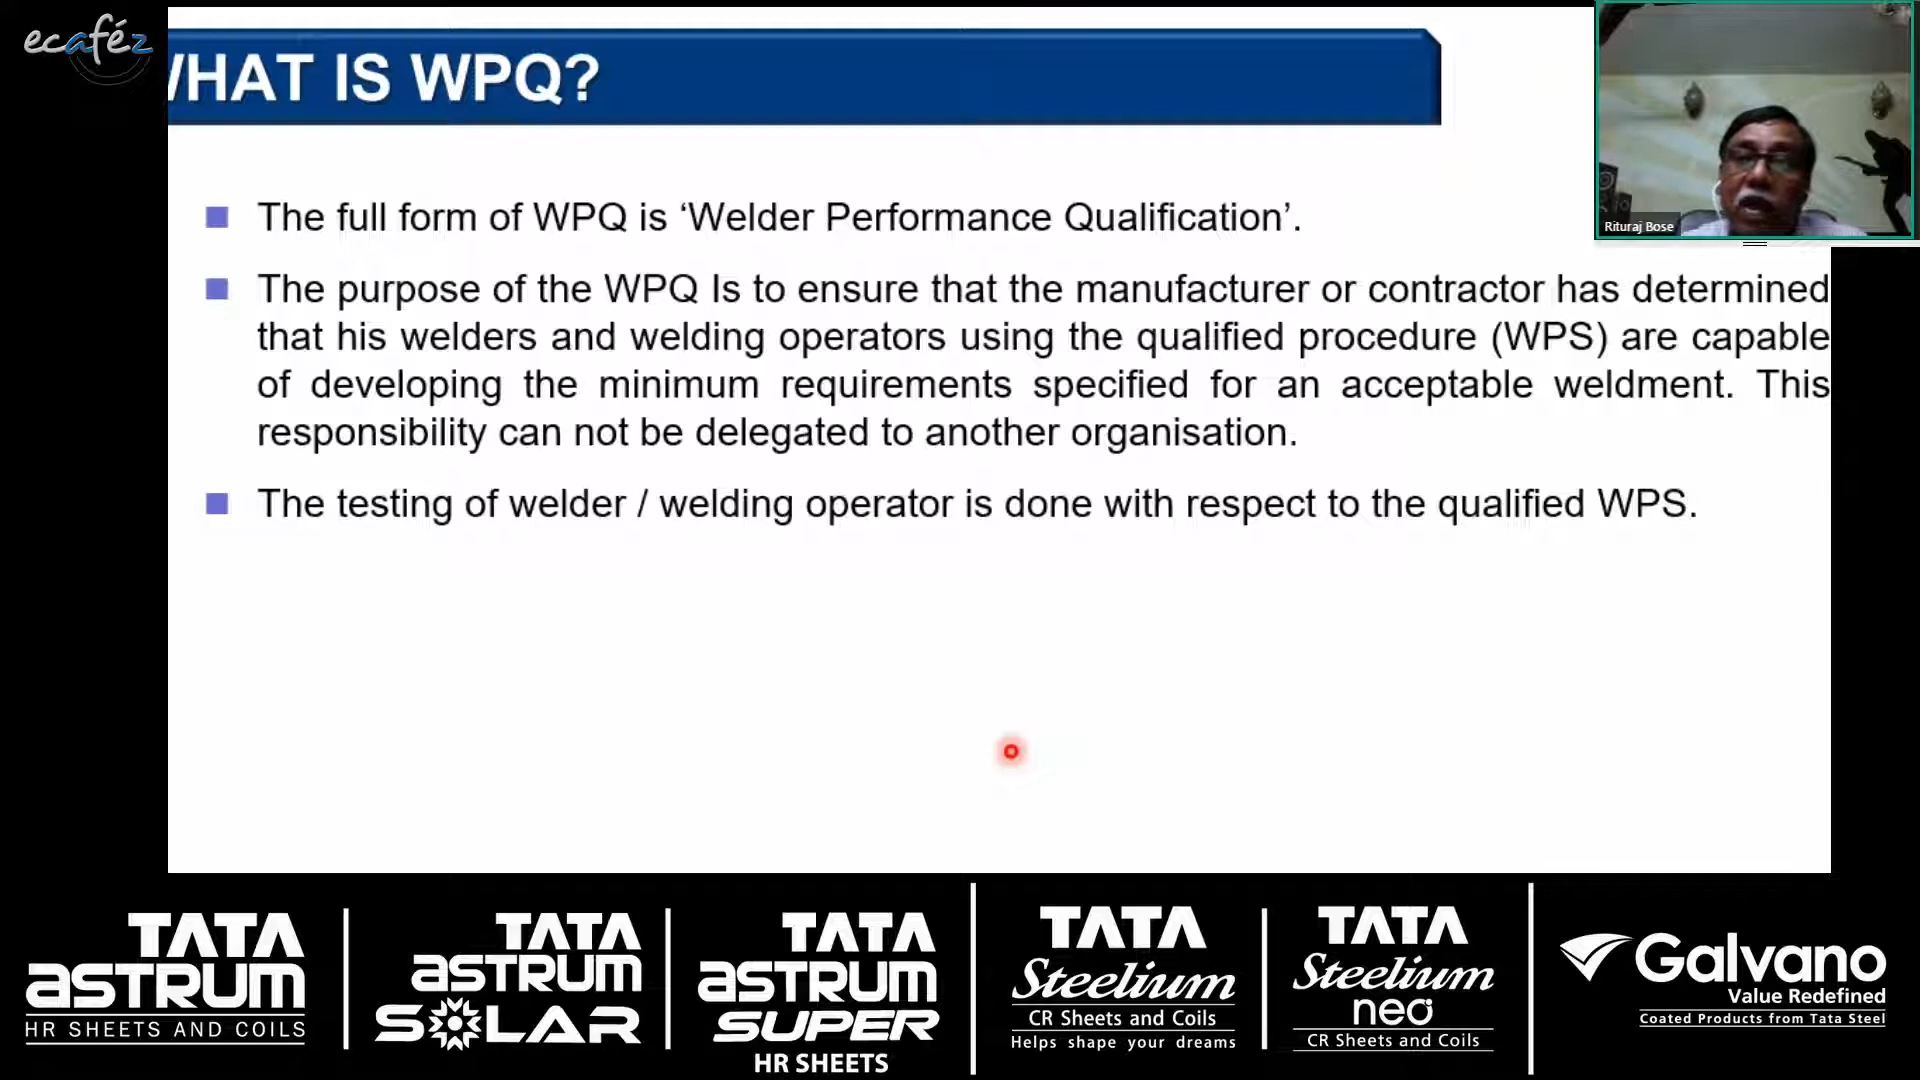 ecaféz
WHAT IS WPQ?
Rituraj Bose
The full form of WPQ is ‘Welder Performance Qualification’.
The purpose of the WPQ Is to ensure that the manufacturer or contractor has determined
that his welders and welding operators using the qualified procedure (WPS) are capable
of developing the minimum requirements specified for an acceptable weldment. This
responsibility can not be delegated to another organisation.
The testing of welder / welding operator is done with respect to the qualified WPS.
TATA
ASTRUM
HR SHEETS AND COILS
TATA
ASTRUM
SOLAR
TATA
ASTRUM
SUPER
HR SHEETS
TATA
Steelium
CR Sheets and Coils
Helps shape your dreams
TATA
Steelium
neo
CR Sheets and Coils
Galvano
Value Redefined
Coated Products from Tata Steel